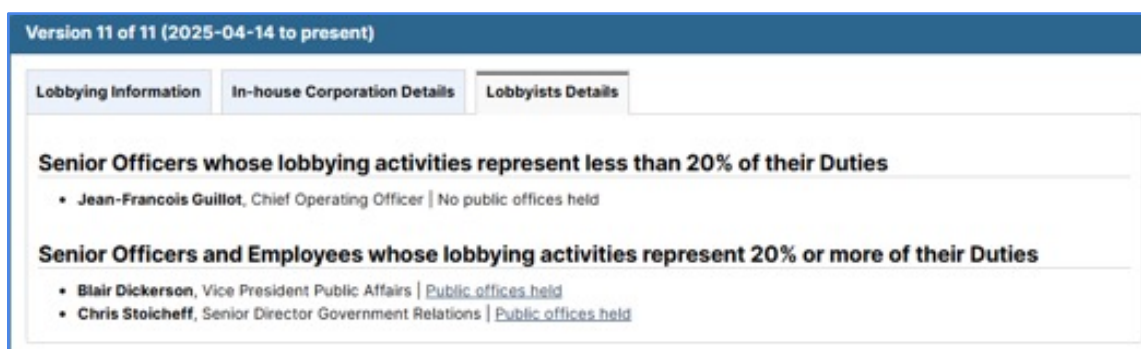 Version 11 of 11 (2025-04-14 to present)
Lobbying Information In-house Corporation Details Lobbyists Details
Senior Officers whose lobbying activities represent less than 20% of their Duties
• Jean-Francois Guillot, Chief Operating Officer | No public offices held
Senior Officers and Employees whose lobbying activities represent 20% or more of their Duties
• Blair Dickerson, Vice President Public Affairs | Public offices held
• Chris Stoicheff, Senior Director Government Relations | Public offices held